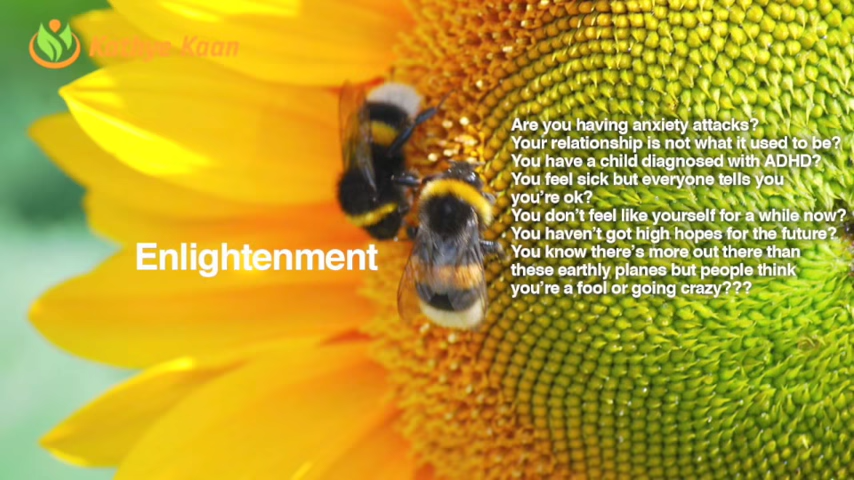 Kathya Kaan
Are you having anxiety attacks?
Your relationship is not what it used to be?
You have a child diagnosed with ADHD?
You feel sick but everyone tells you
you're ok?
You don't feel like yourself for a while now?
You haven't got high hopes for the future?
You know there's more out there than
these earthly planes but people think
you're a fool or going crazy???
Enlightenment